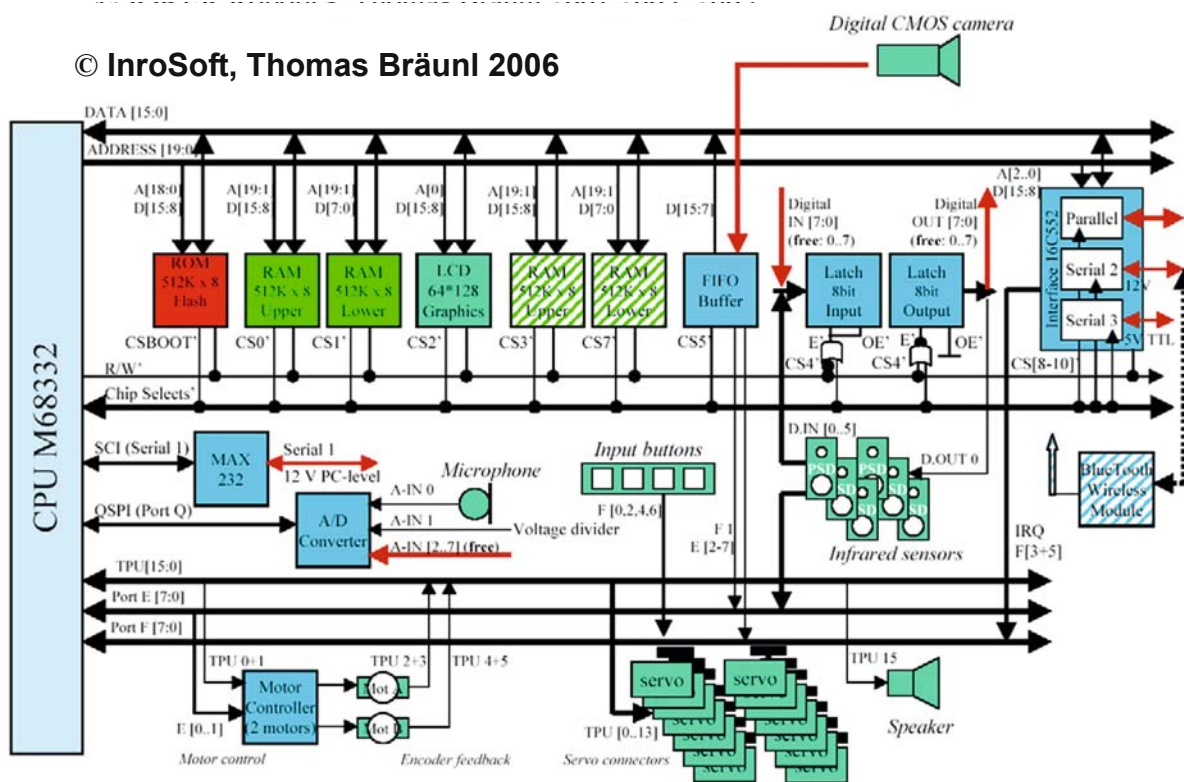 © InroSoft, Thomas Bräunl 2006
Digital CMOS camera
DATA [15:0]
ADDRESS [19:0]
A[18:0]
D[15:8]
A[19:1]
D[15:8]
A[19:1]
D[7:0]
A[0]
D[15:8]
A[19:1]
D[15:8]
A[19:1]
D[7:0]
D[15:7]
Digital
IN [7:0]
(free: 0..7)
Digital
OUT [7:0]
(free: 0..7)
A[2..0]
D[15:8]
CPU M68332
ROM
512K x 8
Flash
RAM
512K x 8
Upper
RAM
512K x 8
Lower
LCD
64*128
Graphics
RAM
512K x 8
Upper
RAM
512K x 8
Lower
FIFO
Buffer
Latch
8bit
Input
Latch
8bit
Output
Interface 16C552
Parallel
Serial 2
12V
Serial 3
5V TTL
CSBOOT'
CS0'
CS1'
CS2'
CS3'
CS7'
CS5'
E'
OE'
CS4'
E'
OE'
CS4'
CS[8-10]'
R/W'
Chip Selects'
SCI (Serial 1)
MAX
232
Serial 1
12 V PC-level
Microphone
Input buttons
D.IN [0..5]
D.OUT 0
PSD
PSD
BlueTooth
Wireless
Module
QSPI (Port Q)
A/D
Converter
A-IN 0
A-IN 1
Voltage divider
A-IN [2..7] (free)
F [0,2,4,6]
F 1
E [2-7]
Infrared sensors
IRQ
F[3+5]
TPU[15:0]
Port E [7:0]
Port F [7:0]
TPU 0+1
TPU 2+3
TPU 4+5
TPU 15
Motor
Controller
(2 motors)
Mot A
Mot B
servo
servo
servo
servo
servo
servo
servo
servo
E [0..1]
TPU [0..13]
Speaker
Motor control
Encoder feedback
Servo connectors